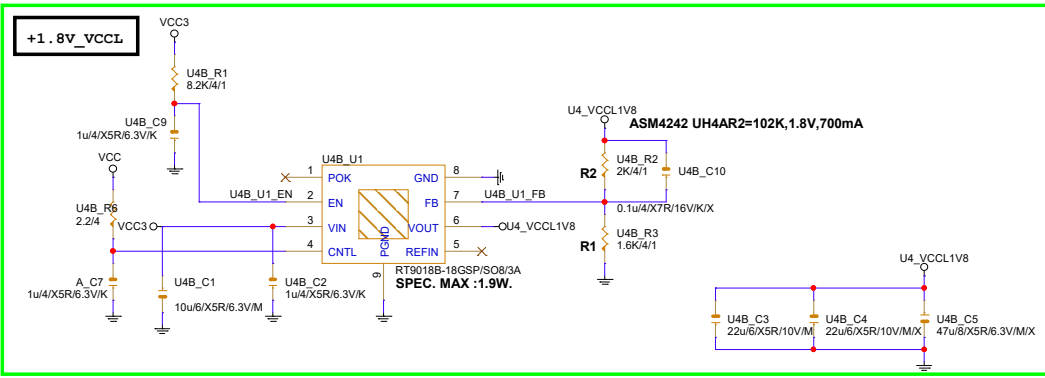 +1.8V_VCCL
VCC3
U4B_R1
8.2K/4/1
U4B_C9
1u/4/X5R/6.3V/K
VCC
U4B_R6
2.2/4
VCC3
A_C7
1u/4/X5R/6.3V/K
U4B_C1
10u/6/X5R/6.3V/M
U4B_C2
1u/4/X5R/6.3V/K
U4B_U1_EN
U4B_U1
1 POK GND 8
2 EN FB 7
3 VIN VOUT 6
4 CNTL REFIN 5
PGND
9
RT9018B-18GSP/SO8/3A
SPEC. MAX :1.9W.
U4B_U1_FB
U4_VCCL1V8
U4_VCCL1V8
ASM4242 UH4AR2=102K,1.8V,700mA
R2
U4B_R2
2K/4/1
U4B_C10
0.1u/4/X7R/16V/K/X
R1
U4B_R3
1.6K/4/1
U4_VCCL1V8
U4B_C3
22u/6/X5R/10V/M
U4B_C4
22u/6/X5R/10V/M/X
U4B_C5
47u/8/X5R/6.3V/M/X